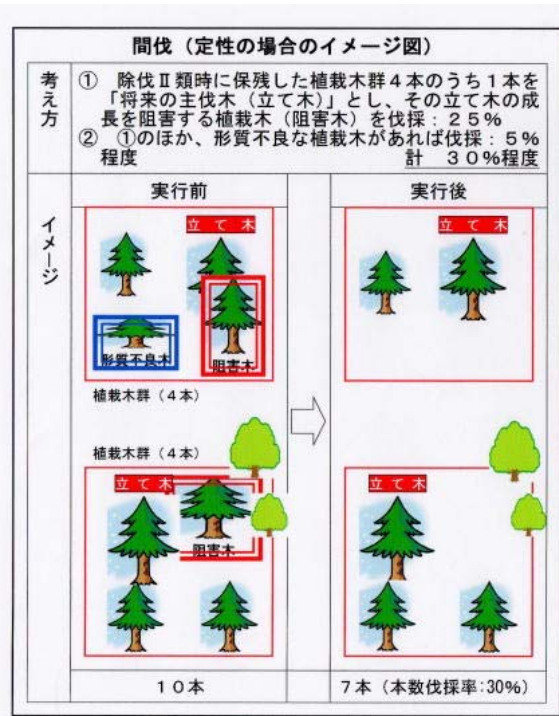 間伐（定性の場合のイメージ図）
考え方
① 除伐Ⅱ類時に保残した植栽木群４本のうち１本を
「将来の主伐木（立て木）」とし、その立て木の成
長を阻害する植栽木（阻害木）を伐採：２５％
② ①のほか、形質不良な植栽木があれば伐採：５％
程度 計 ３０％程度
イメージ
実行前
実行後
立て木
立て木
形質不良木
阻害木
植栽木群（４本）
植栽木群（４本）
立て木
立て木
阻害木
１０本
７本（本数伐採率:30%）